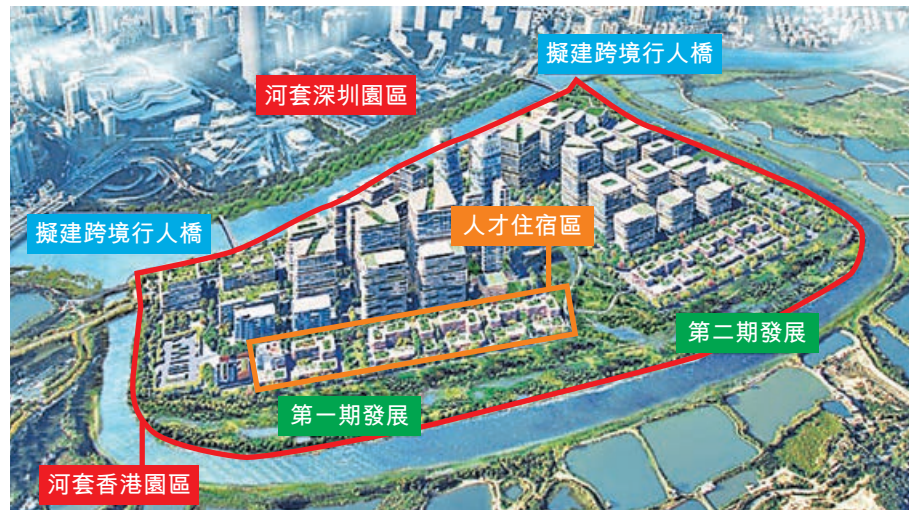 擬建跨境行人橋
河套深圳園區
擬建跨境行人橋
人才住宿區
第二期發展
第一期發展
河套香港園區